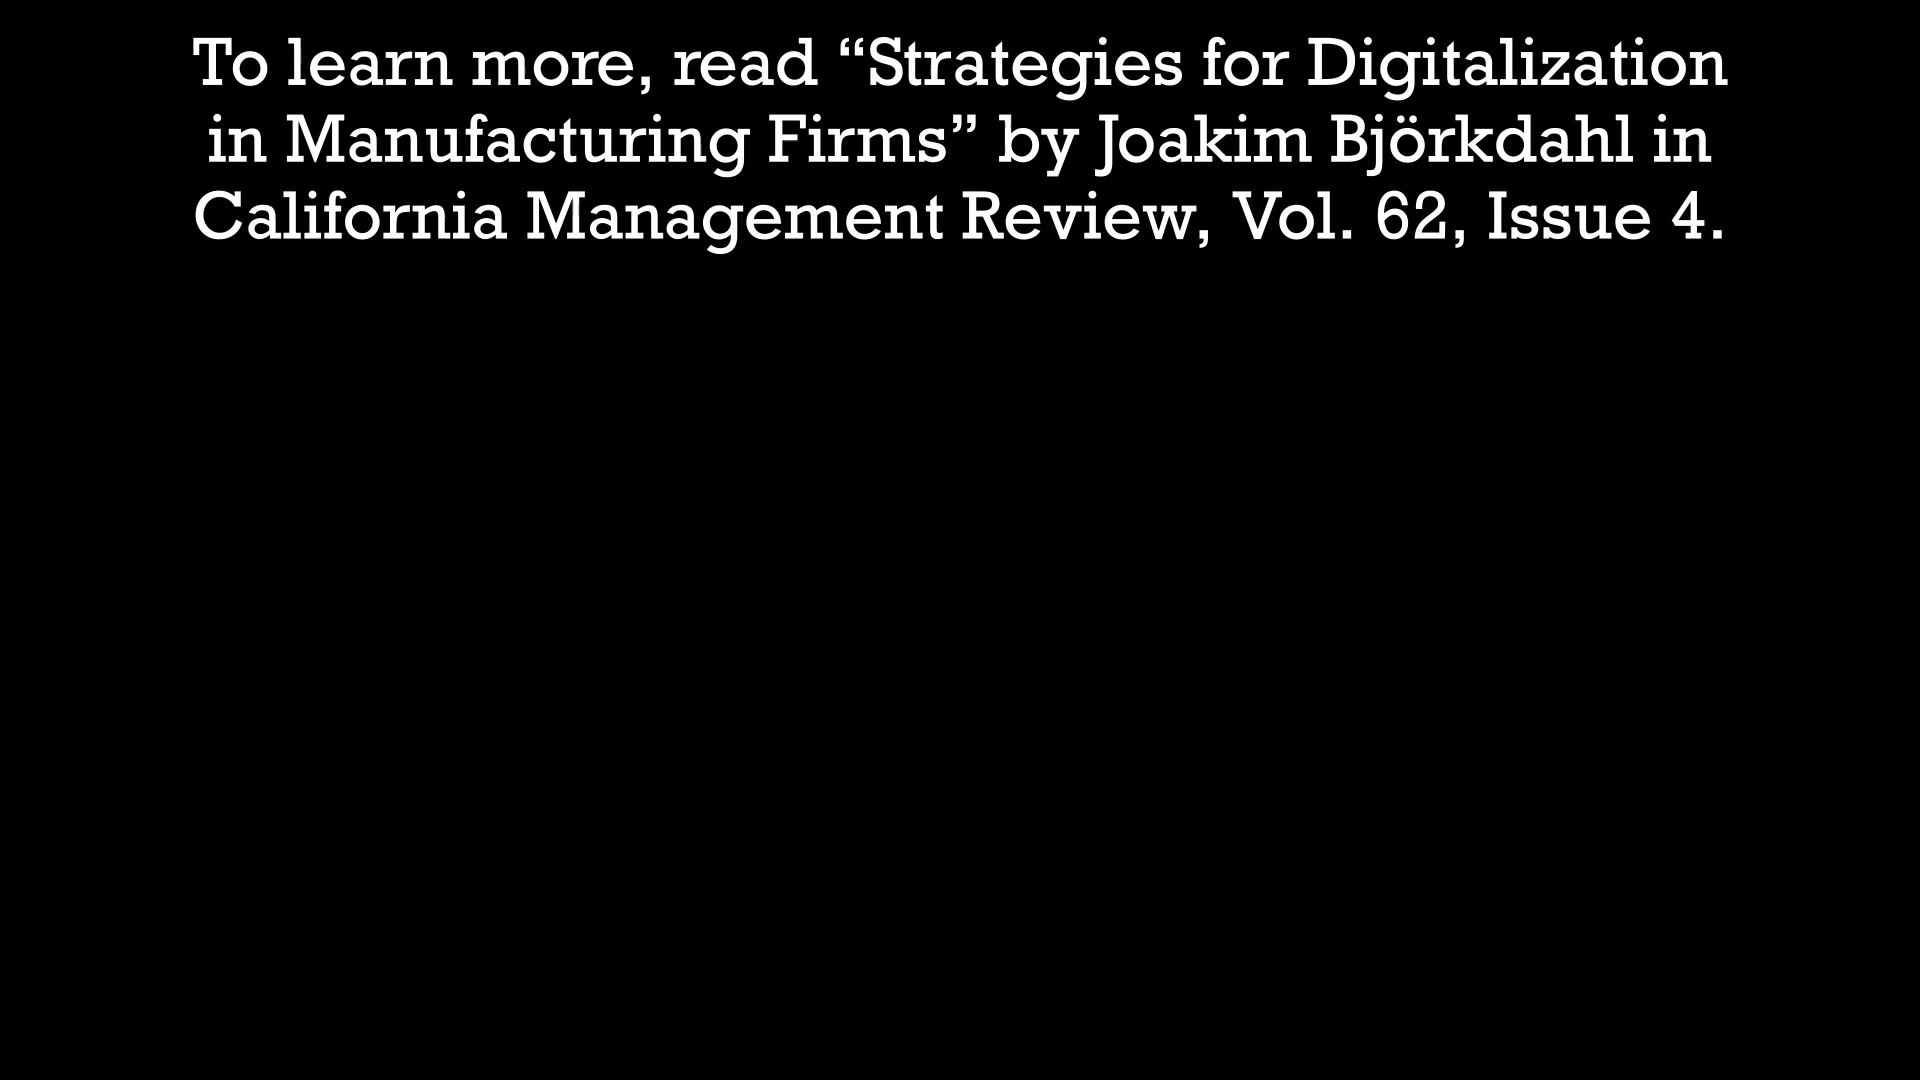 To learn more, read “Strategies for Digitalization
in Manufacturing Firms” by Joakim Björkdahl in
California Management Review, Vol. 62, Issue 4.